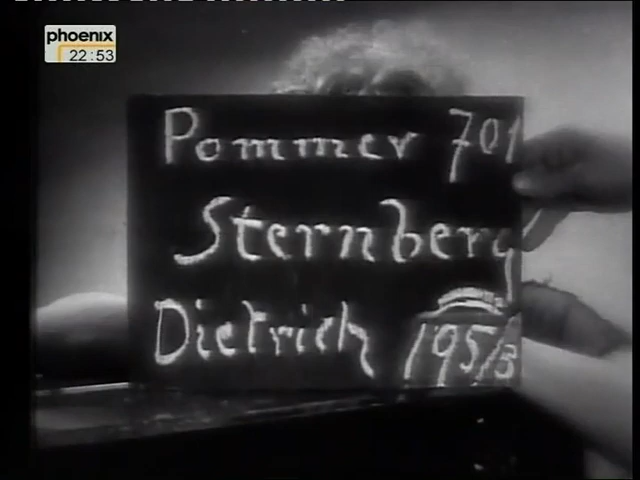 phoenix
22:53
Pommer 701
Sternberg
Dietrich 195/3